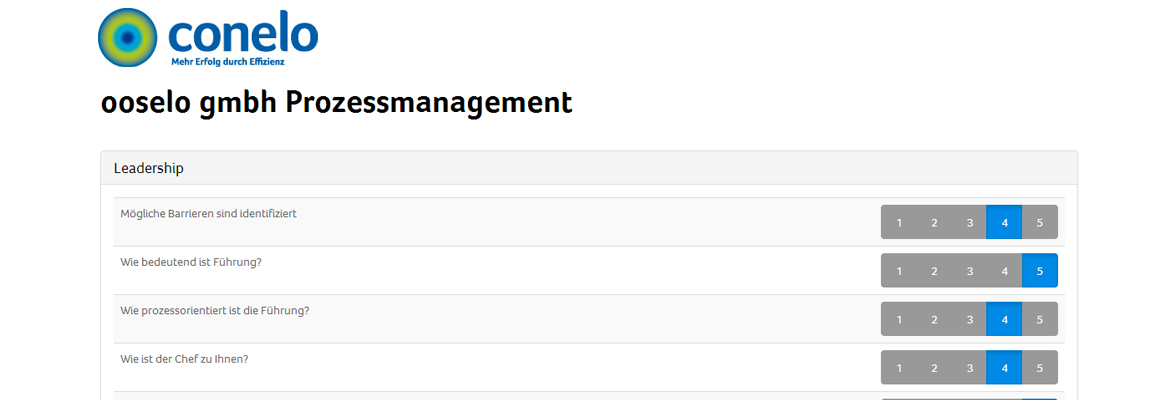 conelo
Mehr Erfolg durch Effizienz
ooselo gmbh Prozessmanagement
Leadership
Mögliche Barrieren sind identifiziert 1 2 3 4 5
Wie bedeutend ist Führung? 1 2 3 4 5
Wie prozessorientiert ist die Führung? 1 2 3 4 5
Wie ist der Chef zu Ihnen? 1 2 3 4 5